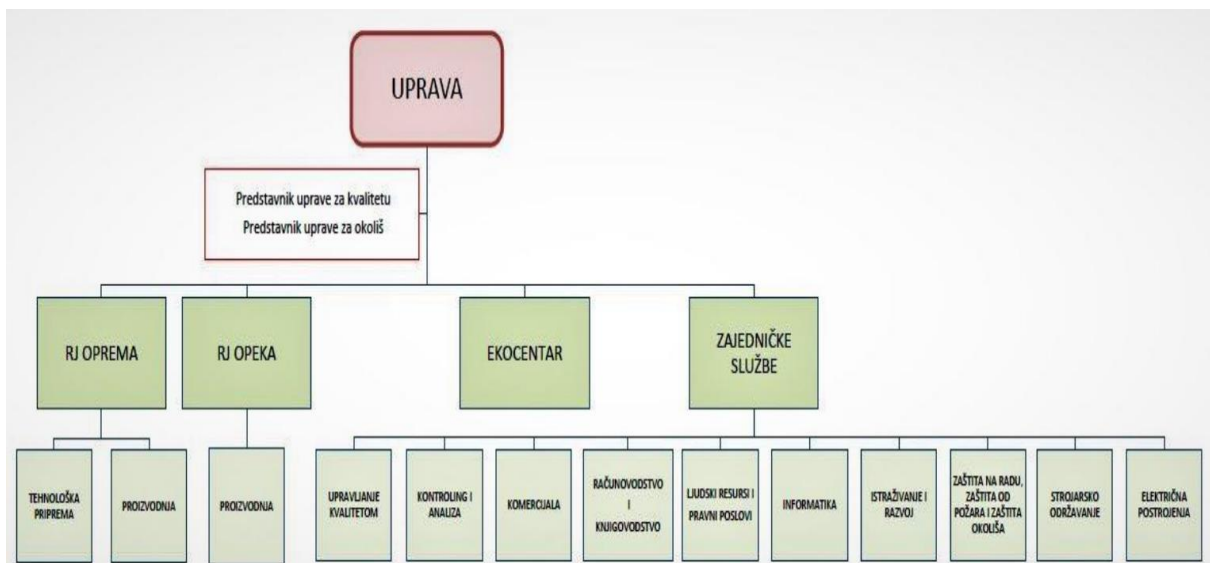 UPRAVA
Predstavnik uprave za kvalitetu
Predstavnik uprave za okoliš
RJ OPREMA
RJ OPEKA
EKOCENTAR
ZAJEDNIČKE
SLUŽBE
TEHNOLOŠKA
PRIPREMA
PROIZVODNJA
PROIZVODNJA
UPRAVLJANJE
KVALITETOM
KONTROLING I
ANALIZA
KOMERCIJALA
RAČUNOVODSTVO
I
KNJIGOVODSTVO
LJUDSKI RESURSI I
PRAVNI POSLOVI
INFORMATIKA
ISTRAŽIVANJE I
RAZVOJ
ZAŠTITA NA RADU,
ZAŠTITA OD
POŽARA I ZAŠTITA
OKOLIŠA
STROJARSKO
ODRŽAVANJE
ELEKTRIČNA
POSTROJENJA